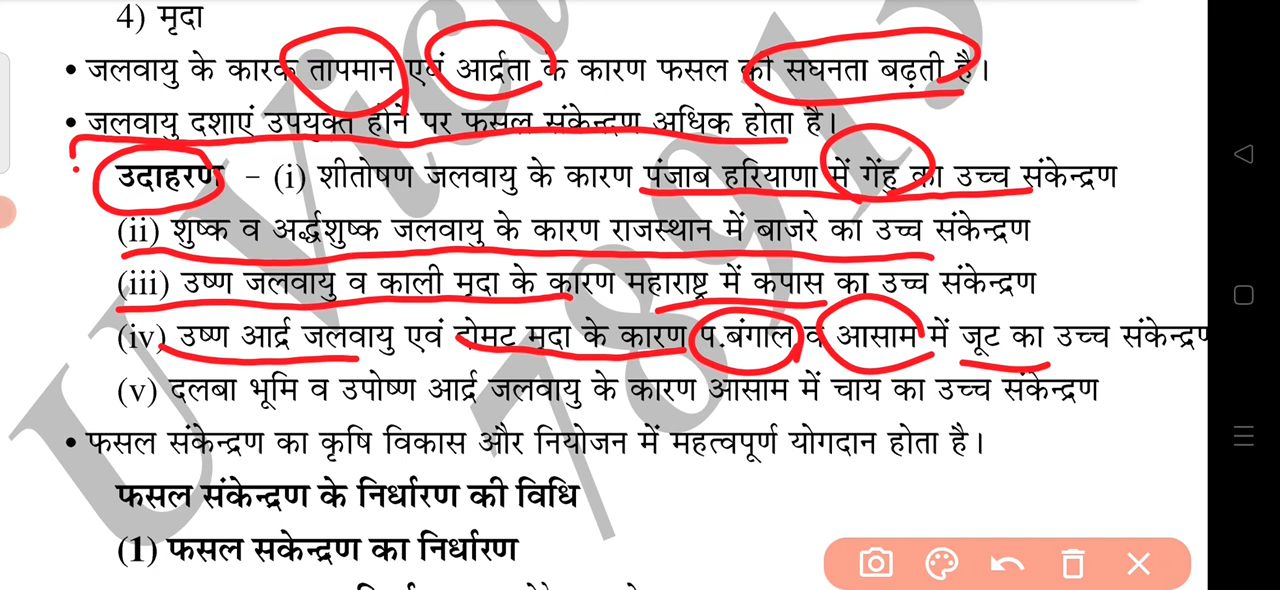 4) मृदा
• जलवायु के कारक तापमान एवं आर्द्रता के कारण फसल की सघनता बढ़ती है।
• जलवायु दशाएं उपयुक्त होने पर फसल संकेन्द्रण अधिक होता है।
उदाहरण – (i) शीतोषण जलवायु के कारण पंजाब हरियाणा में गेंहु का उच्च संकेन्द्रण
(ii) शुष्क व अर्द्धशुष्क जलवायु के कारण राजस्थान में बाजरे का उच्च संकेन्द्रण
(iii) उष्ण जलवायु व काली मृदा के कारण महाराष्ट्र में कपास का उच्च संकेन्द्रण
(iv) उष्ण आर्द्र जलवायु एवं दोमट मृदा के कारण प.बंगाल व आसाम में जूट का उच्च संकेन्द्रण
(v) दलबा भूमि व उपोष्ण आर्द्र जलवायु के कारण आसाम में चाय का उच्च संकेन्द्रण
• फसल संकेन्द्रण का कृषि विकास और नियोजन में महत्वपूर्ण योगदान होता है।
फसल संकेन्द्रण के निर्धारण की विधि
(1) फसल सकेन्द्रण का निर्धारण